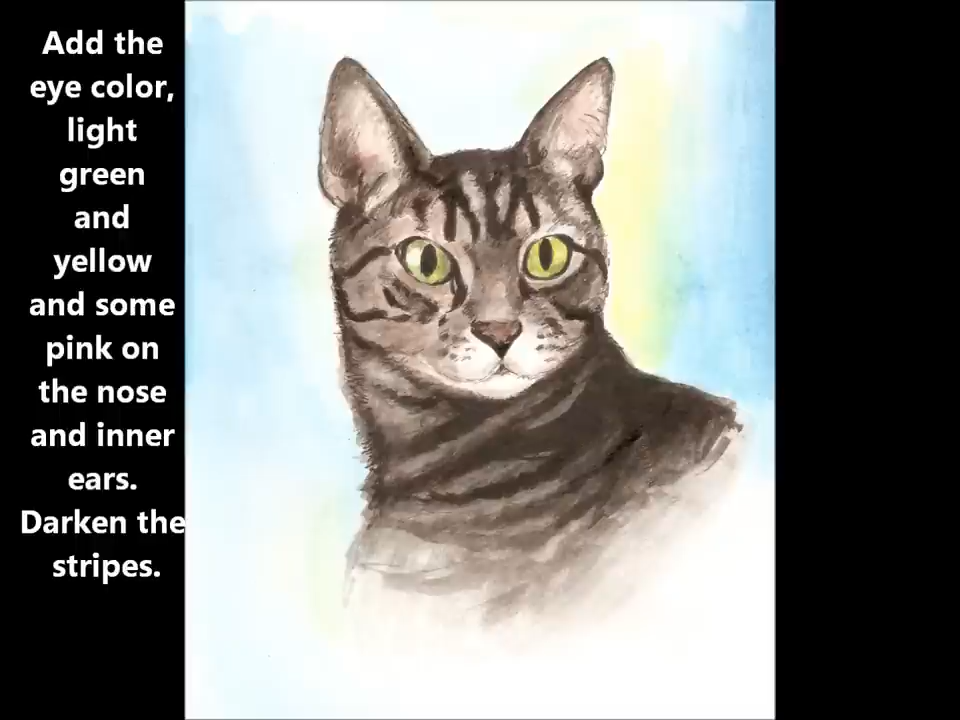 Add the
eye color,
light
green
and
yellow
and some
pink on
the nose
and inner
ears.
Darken the
stripes.